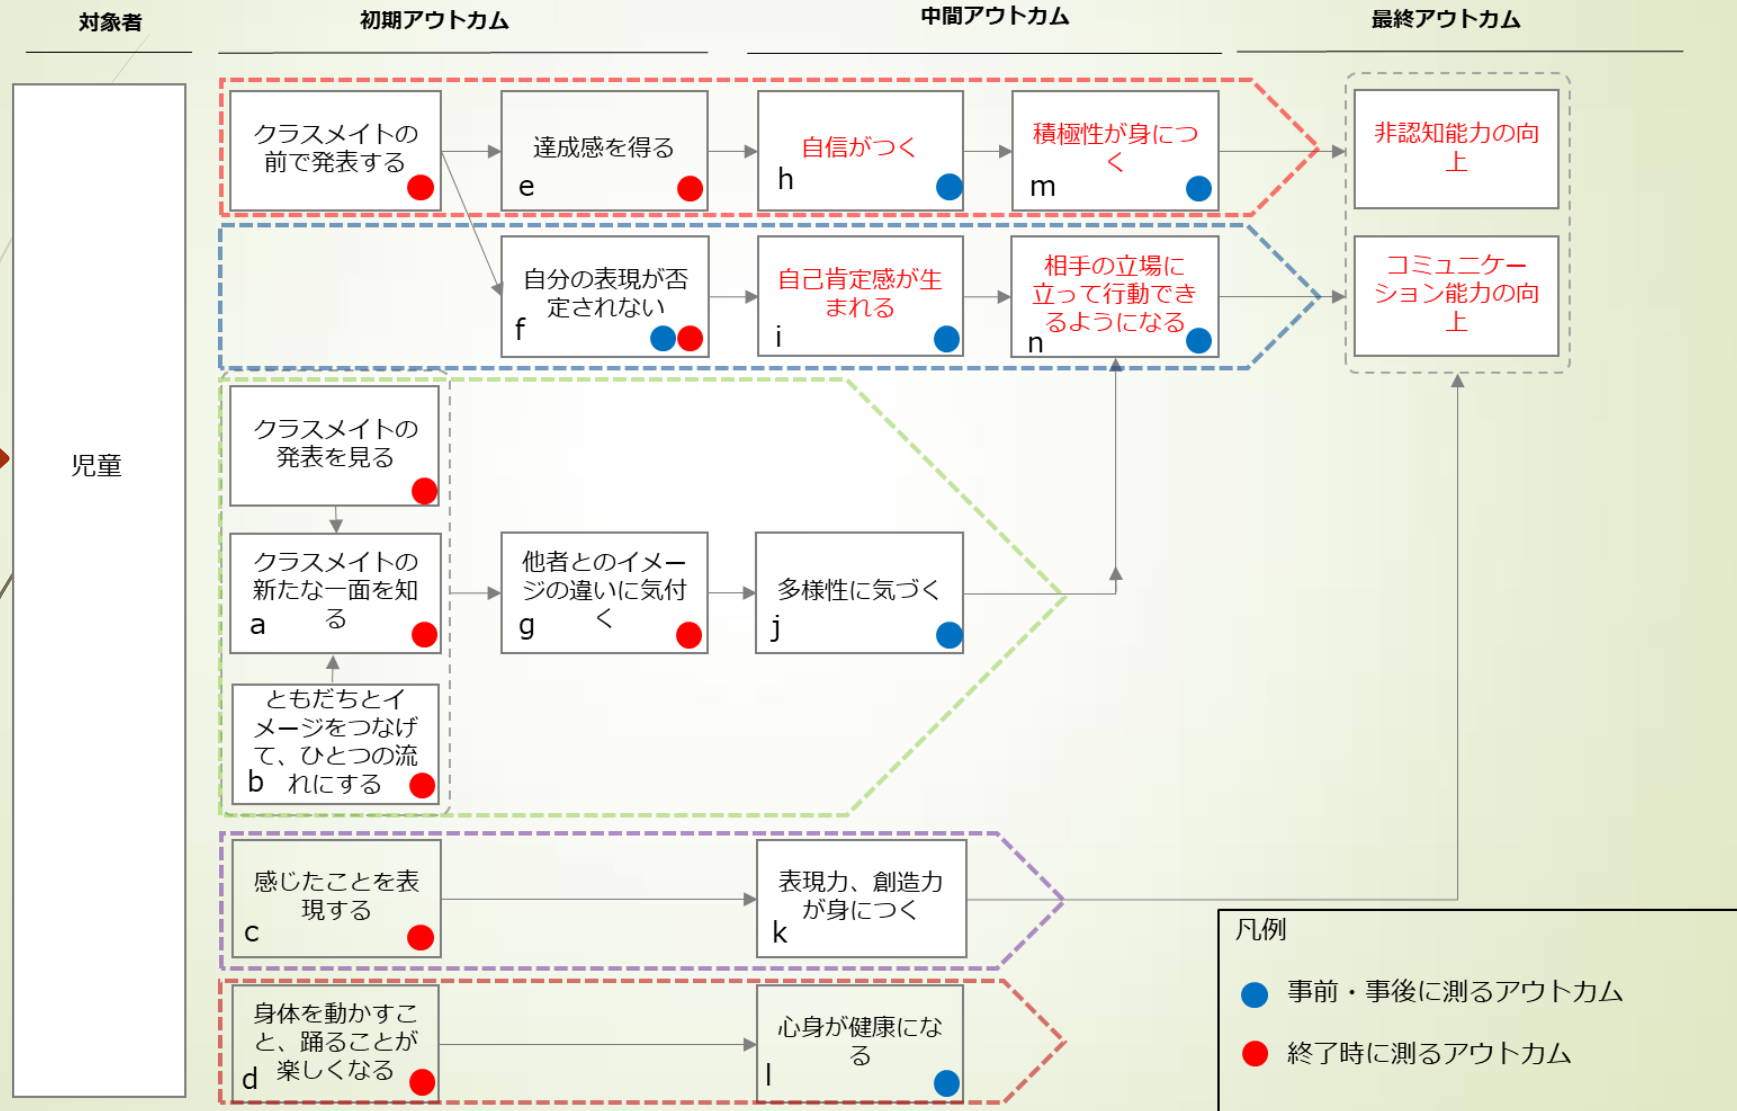 対象者
初期アウトカム
中間アウトカム
最終アウトカム
児童
クラスメイトの
前で発表する
達成感を得る
e
自信がつく
h
積極性が身につ
く
m
非認知能力の向
上
自分の表現が否
定されない
f
自己肯定感が生
まれる
i
相手の立場に
立って行動でき
るようになる
n
コミュニケー
ション能力の向
上
クラスメイトの
発表を見る
クラスメイトの
新たな一面を知
る
a
他者とのイメー
ジの違いに気付
く
g
多様性に気づく
j
ともだちとイ
メージをつなげ
て、ひとつの流
れにする
b
感じたことを表
現する
c
表現力、創造力
が身につく
k
身体を動かすこ
と、踊ることが
楽しくなる
d
心身が健康にな
る
l
凡例
事前・事後に測るアウトカム
終了時に測るアウトカム